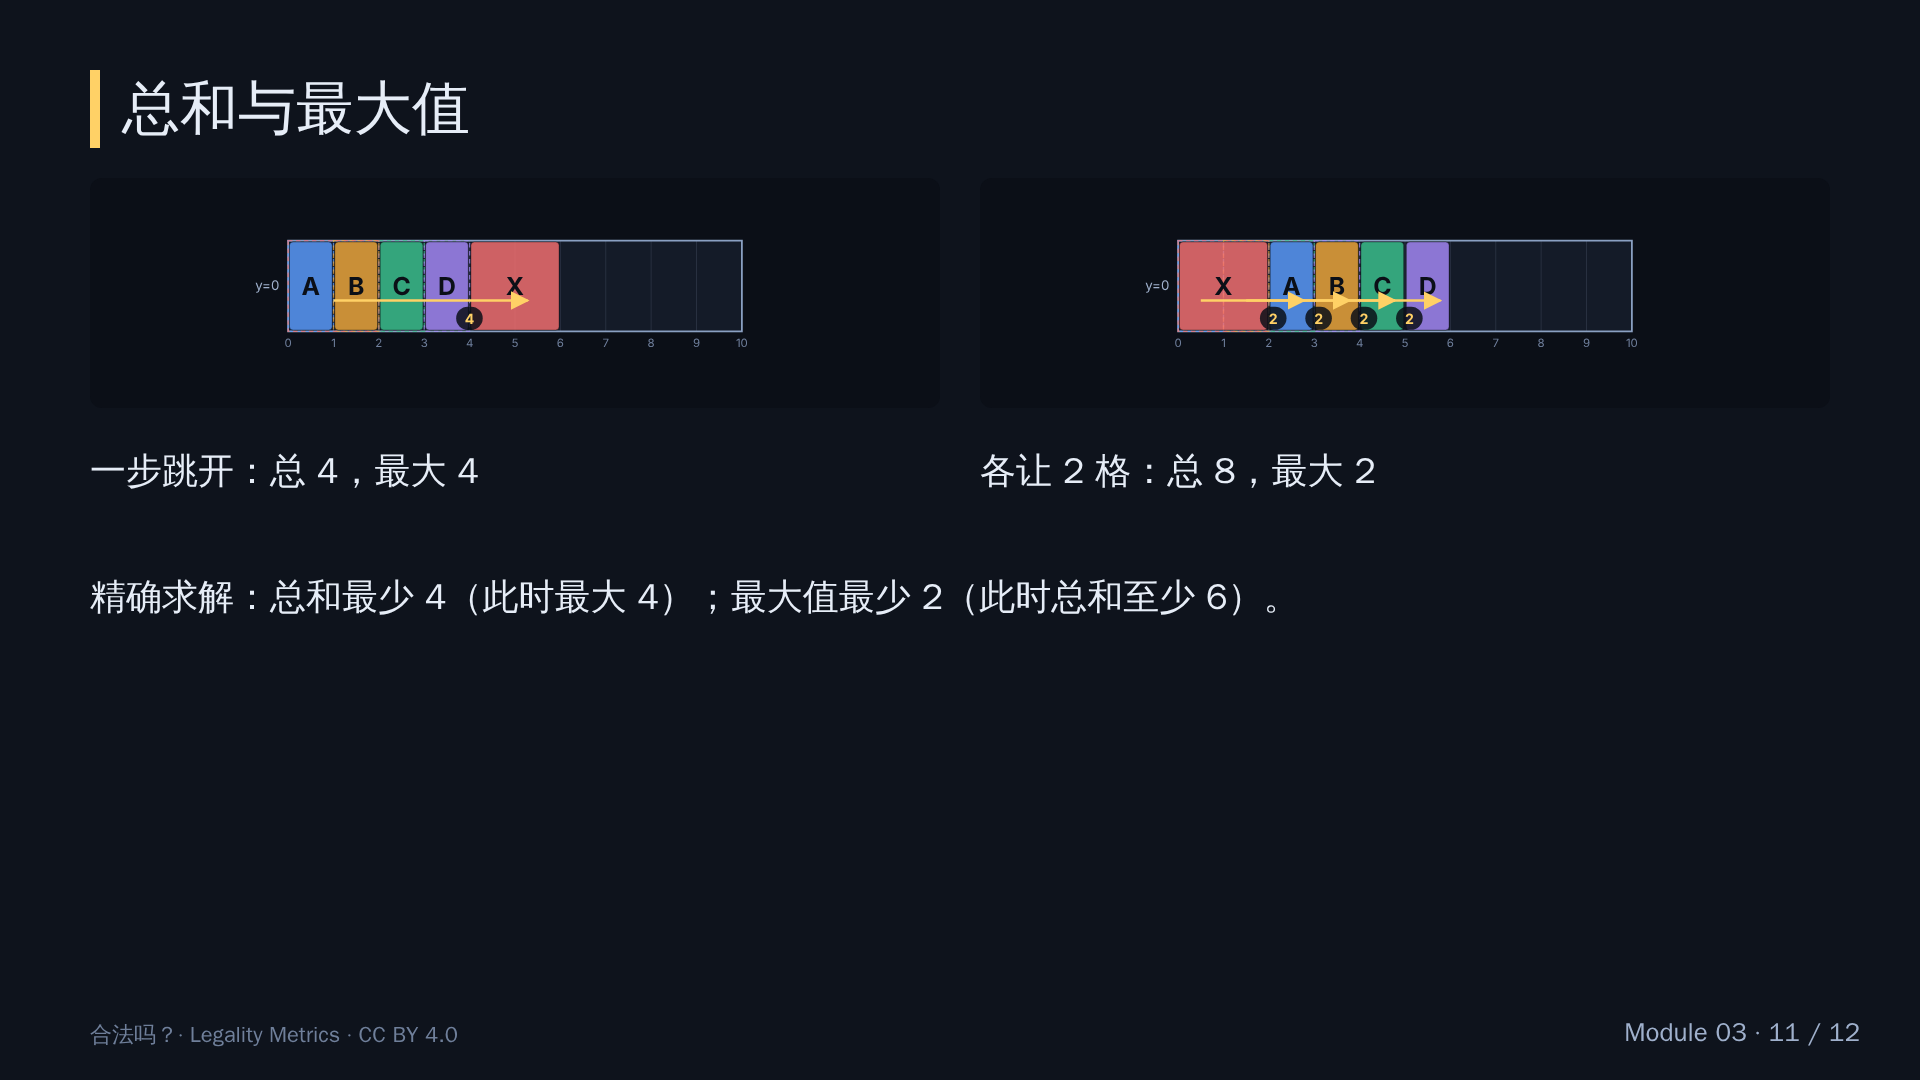 总和与最大值
y=0
A B C D X
4
0 1 2 3 4 5 6 7 8 9 10
一步跳开：总 4，最大 4
y=0
X A B C D
2 2 2 2
0 1 2 3 4 5 6 7 8 9 10
各让 2 格：总 8，最大 2
精确求解：总和最少 4（此时最大 4）；最大值最少 2（此时总和至少 6）。
合法吗？· Legality Metrics · CC BY 4.0
Module 03 · 11 / 12